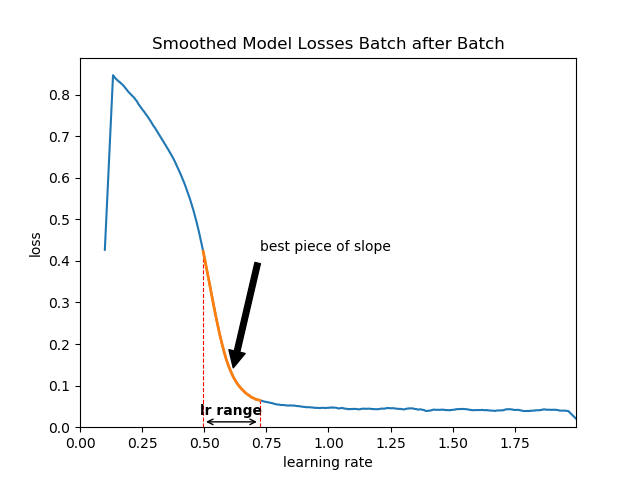 Smoothed Model Losses Batch after Batch
0.8
0.7
0.6
0.5
0.4
0.3
0.2
0.1
0.0
loss
best piece of slope
lr range
0.00 0.25 0.50 0.75 1.00 1.25 1.50 1.75
learning rate